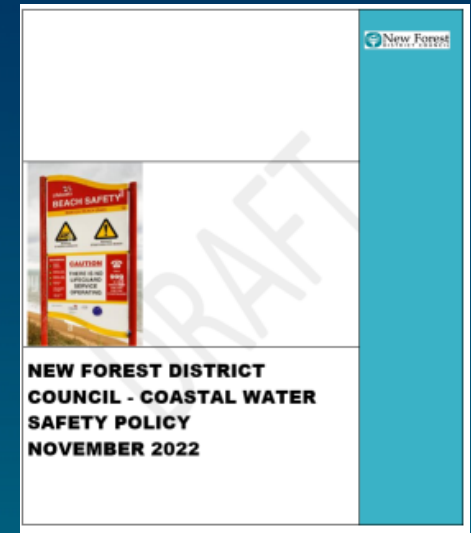 New Forest
DISTRICT COUNCIL
BEACH SAFETY
CAUTION
THERE IS NO
LIFEGUARD
SERVICE
OPERATING
999
DRAFT
NEW FOREST DISTRICT
COUNCIL - COASTAL WATER
SAFETY POLICY
NOVEMBER 2022